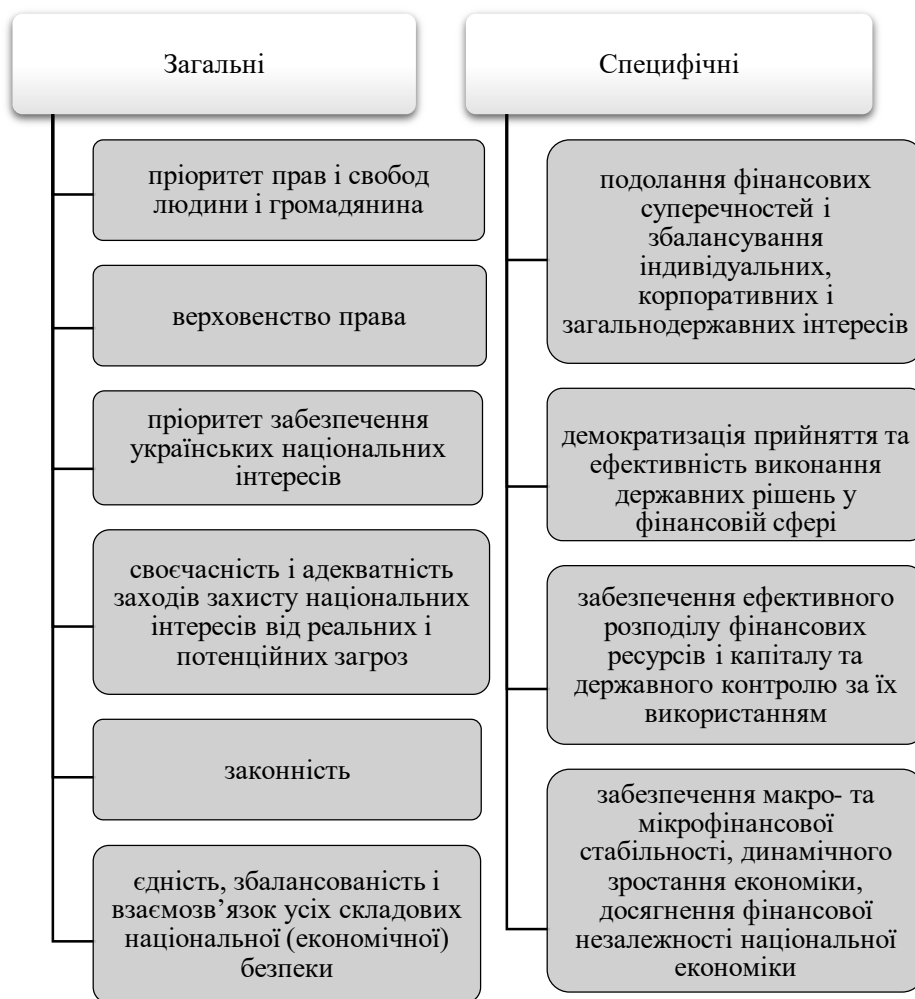 Загальні
пріоритет прав і свобод
людини і громадянина
верховенство права
пріоритет забезпечення
українських національних
інтересів
своєчасність і адекватність
заходів захисту національних
інтересів від реальних і
потенційних загроз
законність
єдність, збалансованість і
взаємозв’язок усіх складових
національної (економічної)
безпеки
Специфічні
подолання фінансових
суперечностей і
збалансування
індивідуальних,
корпоративних і
загальнодержавних інтересів
демократизація прийняття та
ефективність виконання
державних рішень у
фінансовій сфері
забезпечення ефективного
розподілу фінансових
ресурсів і капіталу та
державного контролю за їх
використанням
забезпечення макро- та
мікрофінансової
стабільності, динамічного
зростання економіки,
досягнення фінансової
незалежності національної
економіки